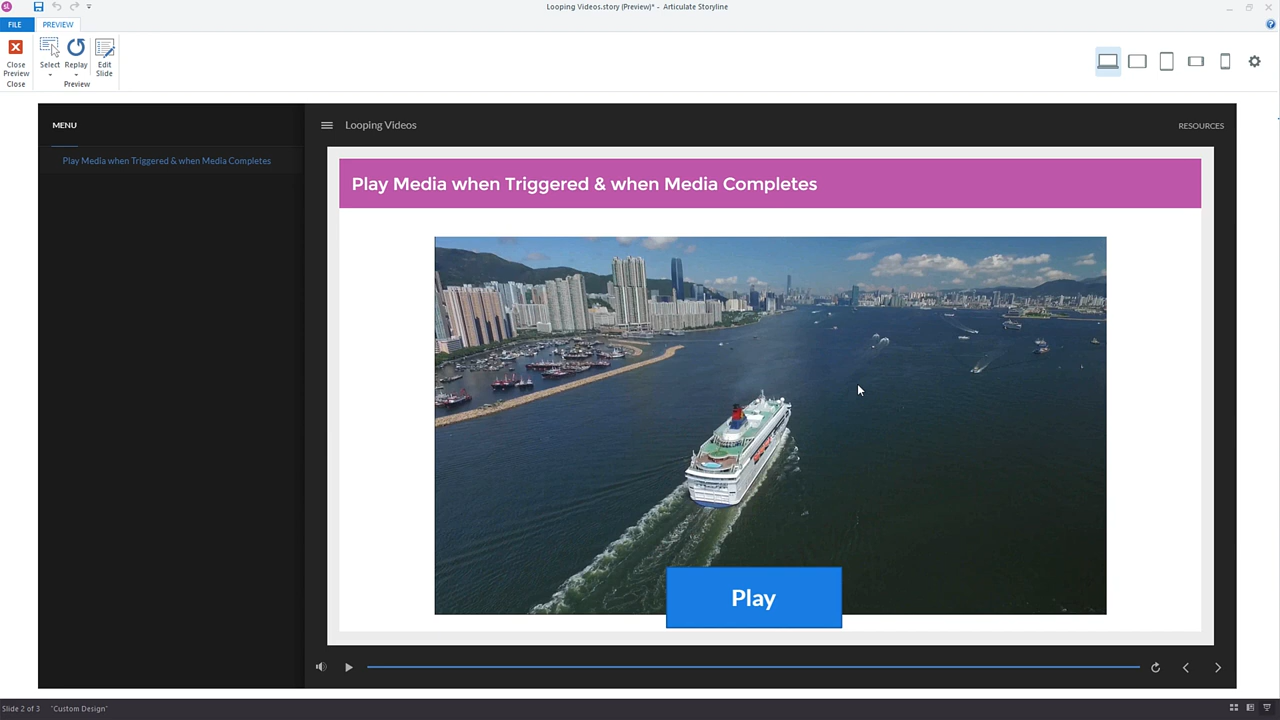 Looping Videos.story (Preview)* - Articulate Storyline
FILE
PREVIEW
Close Preview
Select
Replay
Edit Slide
Close
Preview
MENU
Looping Videos
RESOURCES
Play Media when Triggered & when Media Completes
Play Media when Triggered & when Media Completes
Play
Slide 2 of 3
"Custom Design"